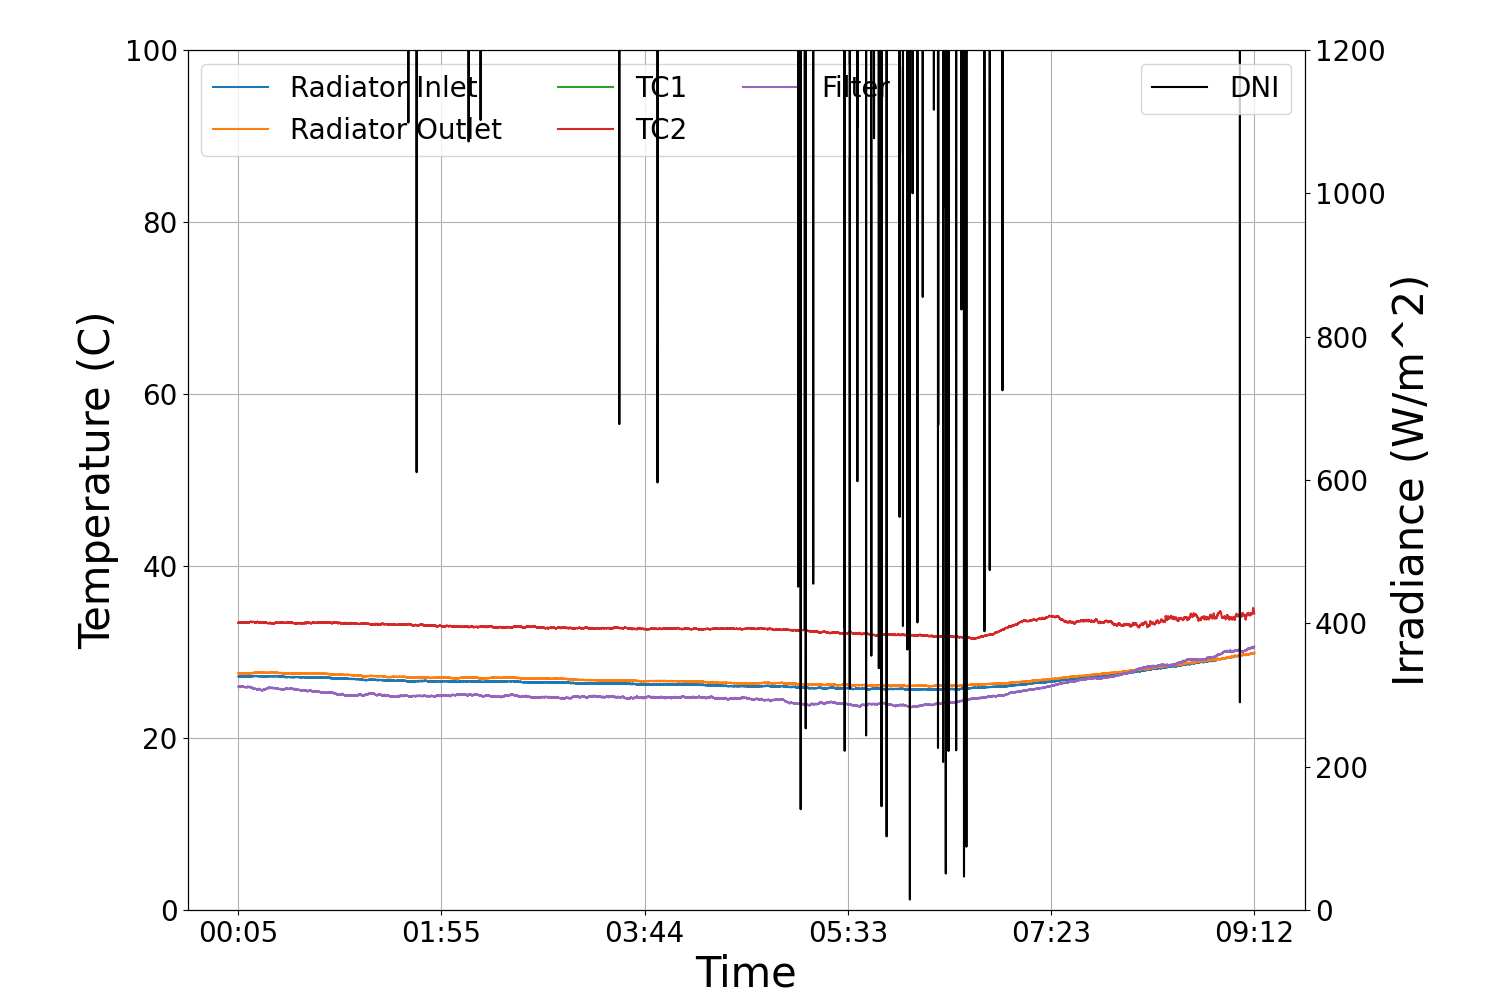 100
80
60
40
20
0
Temperature (C)
Radiator Inlet
Radiator Outlet
TC1
TC2
Filter
DNI
1200
1000
800
600
400
200
0
Irradiance (W/m^2)
00:05 01:55 03:44 05:33 07:23 09:12
Time